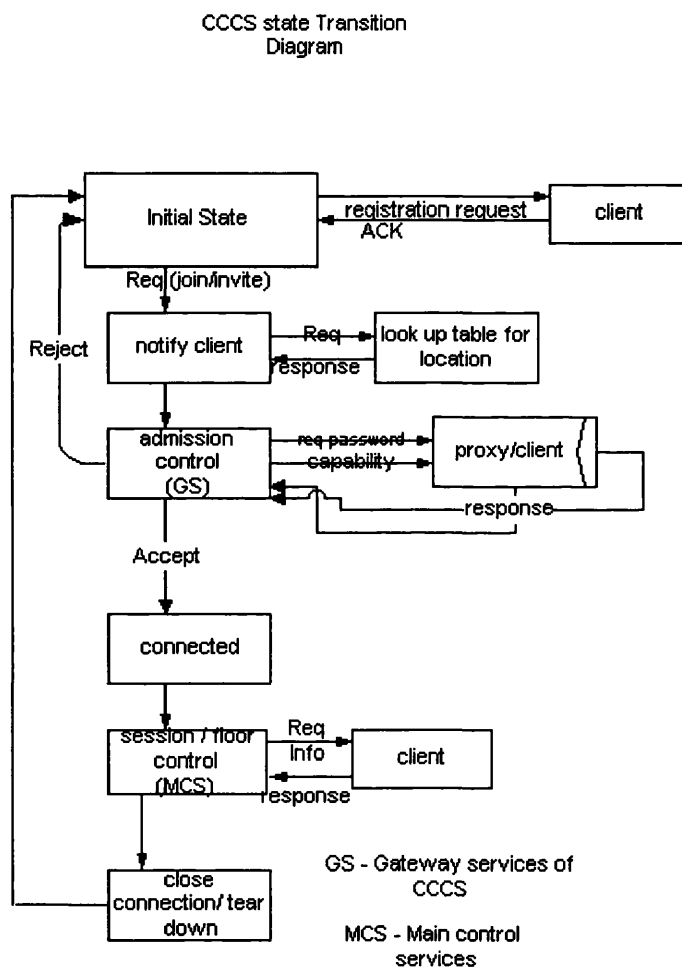 CCCS state Transition
Diagram
Initial State
registration request
ACK
client
Req (join/invite)
Reject
notify client
Req
response
look up table for
location
admission
control
(GS)
req password
capability
proxy/client
response
Accept
connected
session / floor
control
(MCS)
Req
Info
response
client
close
connection/ tear
down
GS - Gateway services of
CCCS
MCS - Main control
services